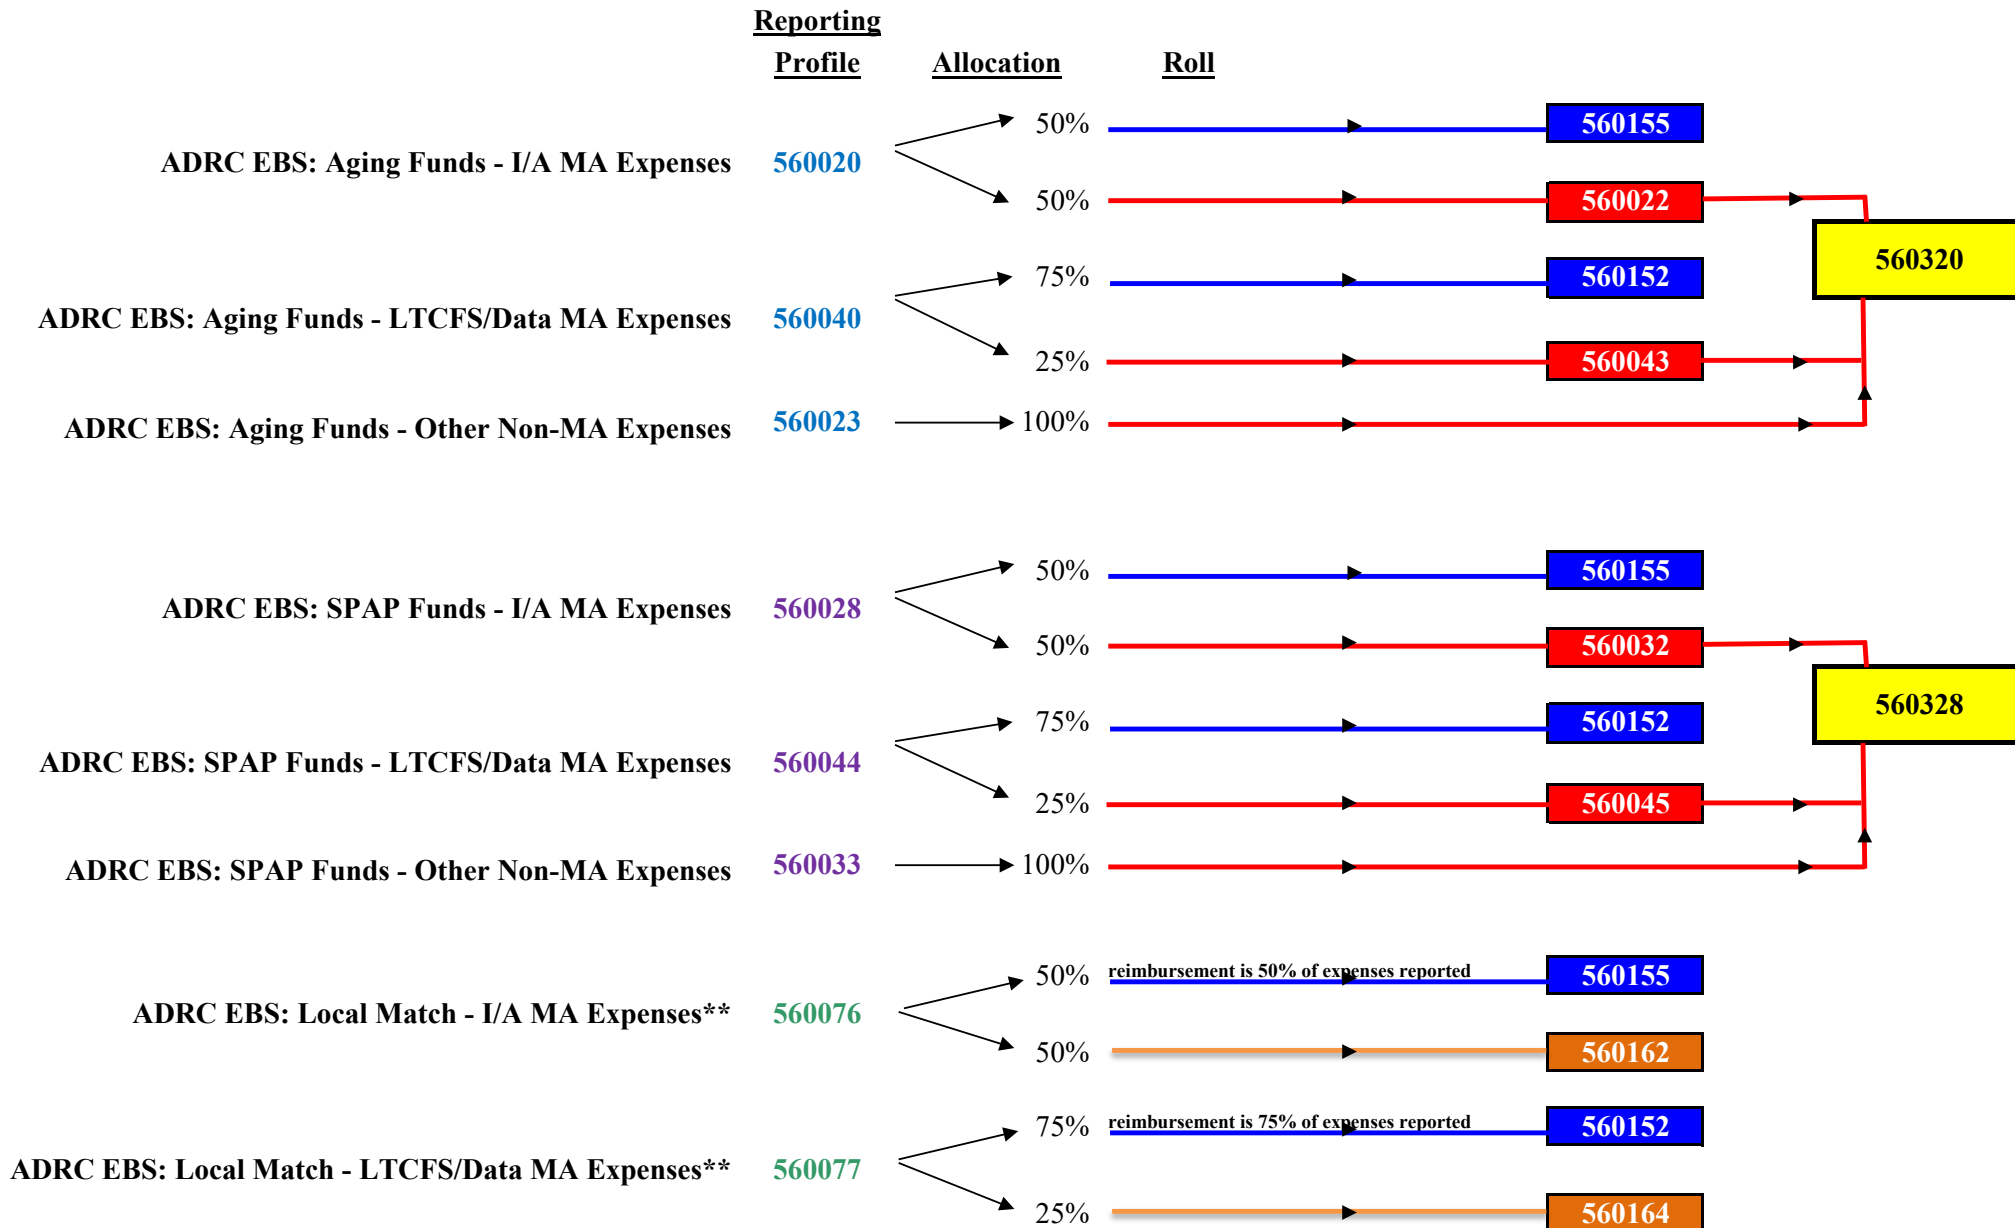 Reporting
Profile Allocation Roll
50% 560155
ADRC EBS: Aging Funds - I/A MA Expenses 560020
50% 560022
560320
75% 560152
ADRC EBS: Aging Funds - LTCFS/Data MA Expenses 560040
25% 560043
ADRC EBS: Aging Funds - Other Non-MA Expenses 560023 100%
50% 560155
ADRC EBS: SPAP Funds - I/A MA Expenses 560028
50% 560032
560328
75% 560152
ADRC EBS: SPAP Funds - LTCFS/Data MA Expenses 560044
25% 560045
ADRC EBS: SPAP Funds - Other Non-MA Expenses 560033 100%
50% reimbursement is 50% of expenses reported 560155
ADRC EBS: Local Match - I/A MA Expenses** 560076
50% 560162
75% reimbursement is 75% of expenses reported 560152
ADRC EBS: Local Match - LTCFS/Data MA Expenses** 560077
25% 560164